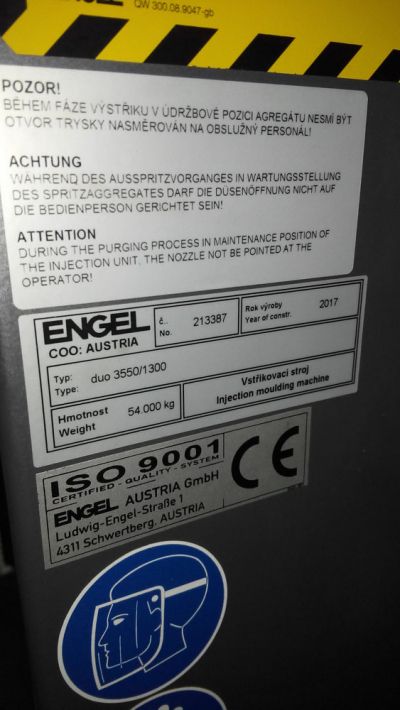 QW 300.08.9047-gb
POZOR!
BĚHEM FÁZE VÝSTŘIKU V ÚDRŽBOVÉ POZICI AGREGÁTU NESMÍ BÝT
OTVOR TRYSKY NASMĚROVÁN NA OBSLUŽNÝ PERSONÁL!
ACHTUNG
WÄHREND DES AUSSPRITZVORGANGES IN WARTUNGSSTELLUNG
DES SPRITZAGGREGATES DARF DIE DÜSENÖFFNUNG NICHT AUF
DIE BEDIENPERSON GERICHTET SEIN!
ATTENTION
DURING THE PURGING PROCESS IN MAINTENANCE POSITION OF
THE INJECTION UNIT, THE NOZZLE NOT BE POINTED AT THE
OPERATOR!
ENGEL
COO: AUSTRIA
č.
No. 213387
Rok výroby
Year of constr. 2017
Typ:
Type: duo 3550/1300
Hmotnost
Weight 54.000 kg
Vstřikovací stroj
Injection moulding machine
ISO 9001
CERTIFIED - QUALITY - SYSTEM
CE
ENGEL AUSTRIA GmbH
Ludwig-Engel-Straße 1
4311 Schwertberg, AUSTRIA